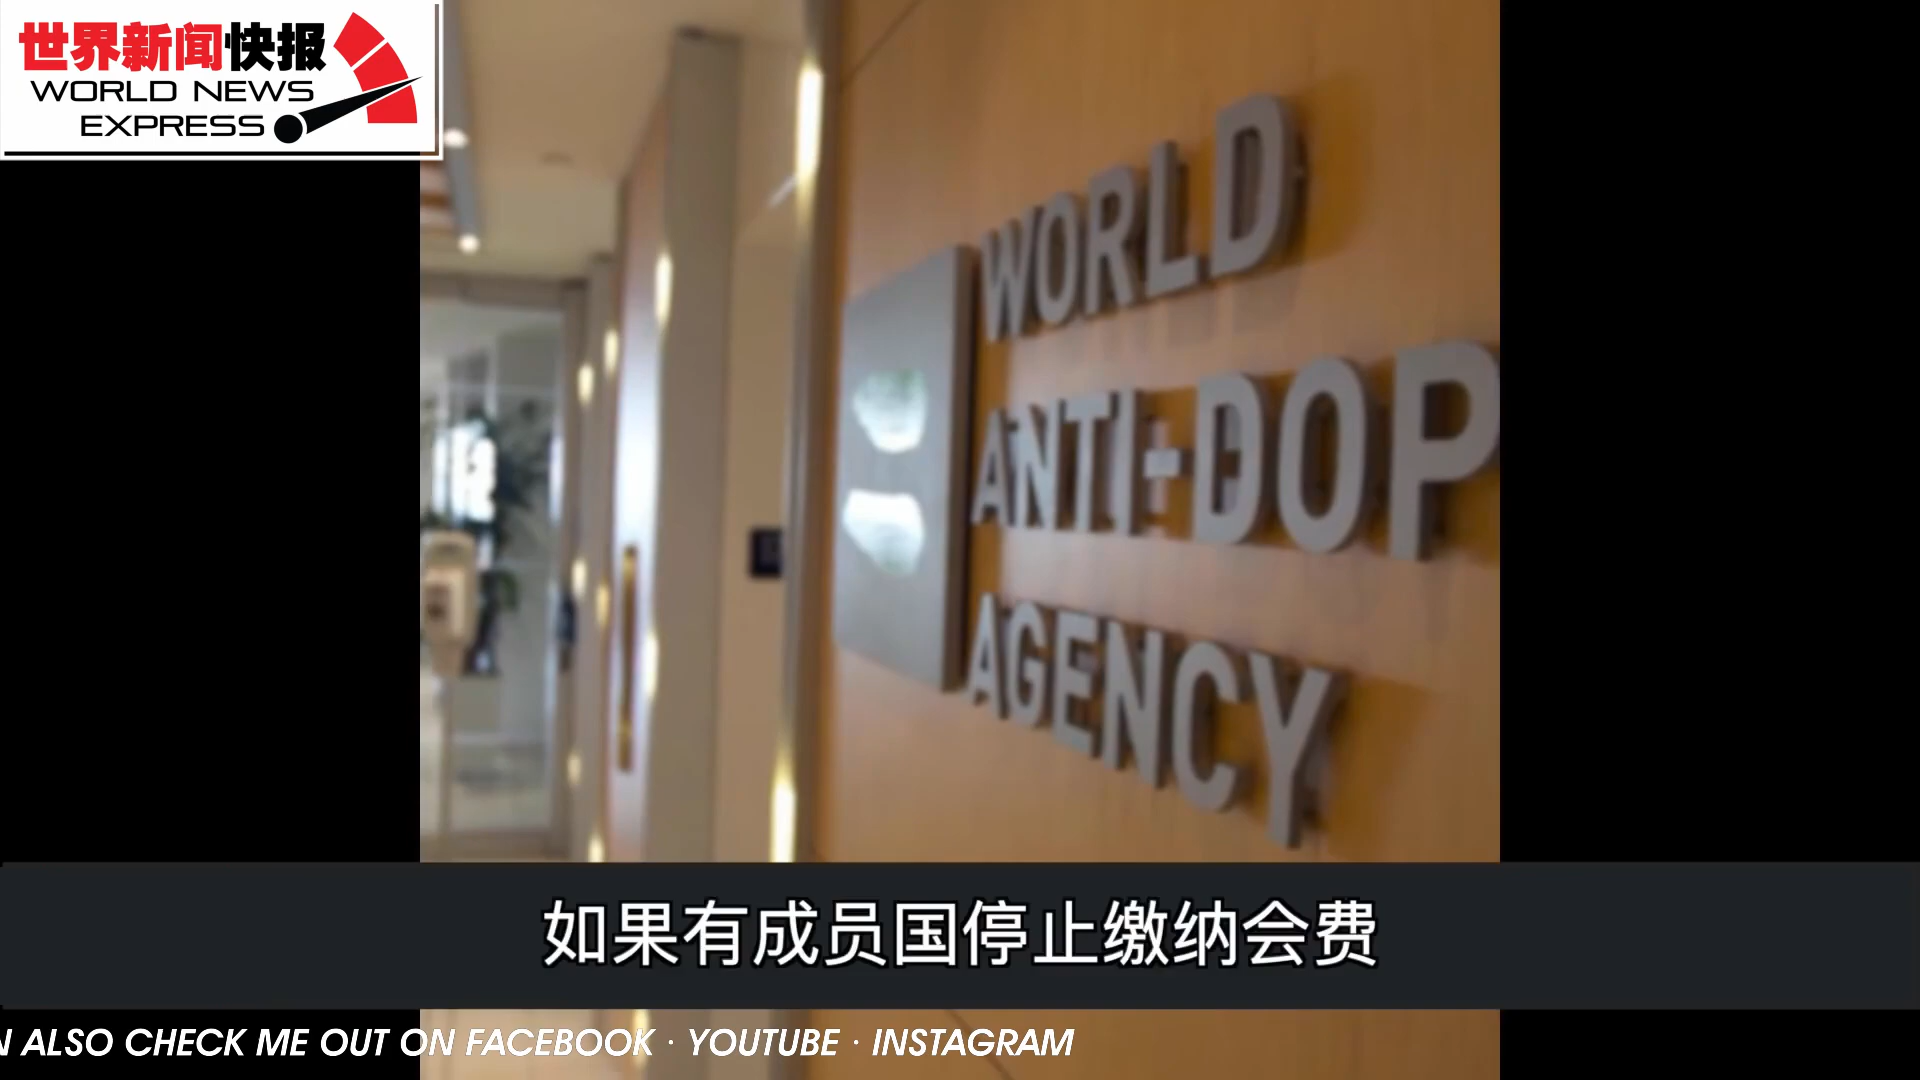 世界新闻快报
WORLD NEWS
EXPRESS
WORLD
ANTI-DOP
AGENCY
如果有成员国停止缴纳会费
ALSO CHECK ME OUT ON FACEBOOK · YOUTUBE · INSTAGRAM